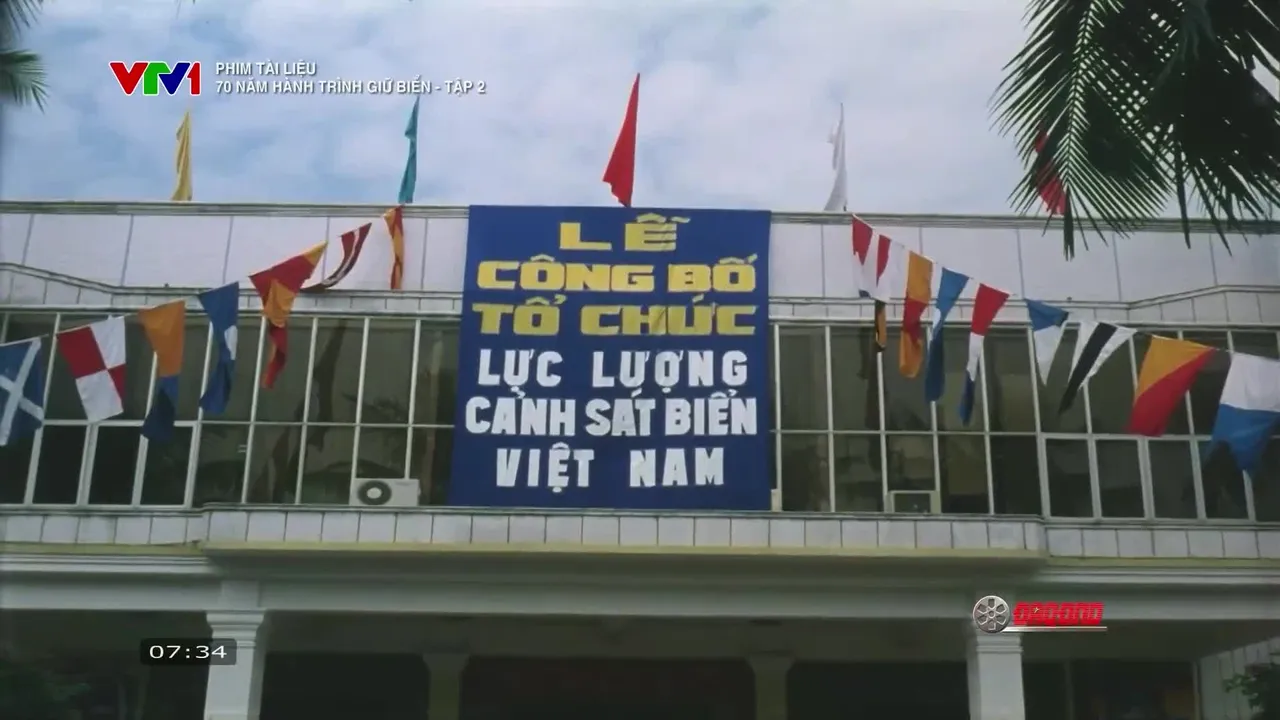 VTV1
PHIM TÀI LIỆU
70 NĂM HÀNH TRÌNH GIỮ BIỂN - TẬP 2
LỄ
CÔNG BỐ
TỔ CHỨC
LỰC LƯỢNG
CẢNH SÁT BIỂN
VIỆT NAM
07:34